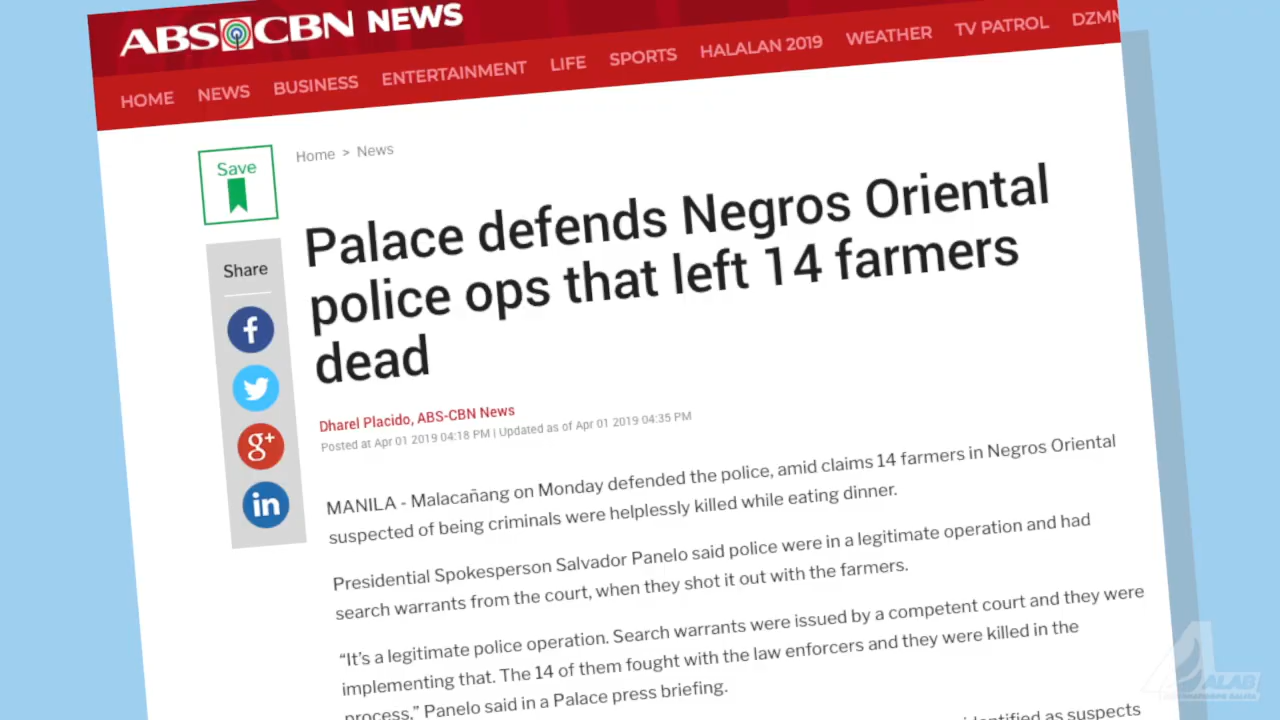 ABS CBN NEWS
HOME NEWS BUSINESS ENTERTAINMENT LIFE SPORTS HALALAN 2019 WEATHER TV PATROL DZMM
Save
Home > News
Palace defends Negros Oriental
police ops that left 14 farmers
dead
Share
Dharel Placido, ABS-CBN News
Posted at Apr 01 2019 04:18 PM | Updated as of Apr 01 2019 04:35 PM
MANILA - Malacañang on Monday defended the police, amid claims 14 farmers in Negros Oriental
suspected of being criminals were helplessly killed while eating dinner.
Presidential Spokesperson Salvador Panelo said police were in a legitimate operation and had
search warrants from the court, when they shot it out with the farmers.
“It’s a legitimate police operation. Search warrants were issued by a competent court and they were
implementing that. The 14 of them fought with the law enforcers and they were killed in the
process,” Panelo said in a Palace press briefing.
identified as suspects
ALAB